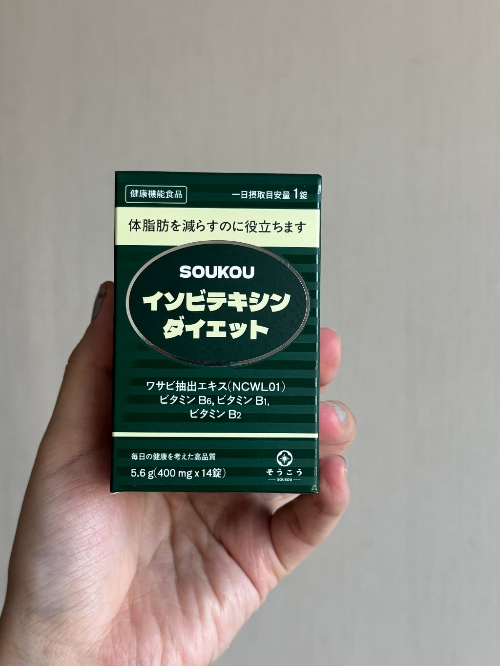 健康機能食品
一日摂取目安量 1錠
体脂肪を減らすのに役立ちます
SOUKOU
イソビテキシン
ダイエット
ワサビ抽出エキス(NCWL01)
ビタミン B6, ビタミン B1,
ビタミン B2
毎日の健康を考えた高品質
5.6 g(400 mg x 14錠)
そうこう
SOUKOU